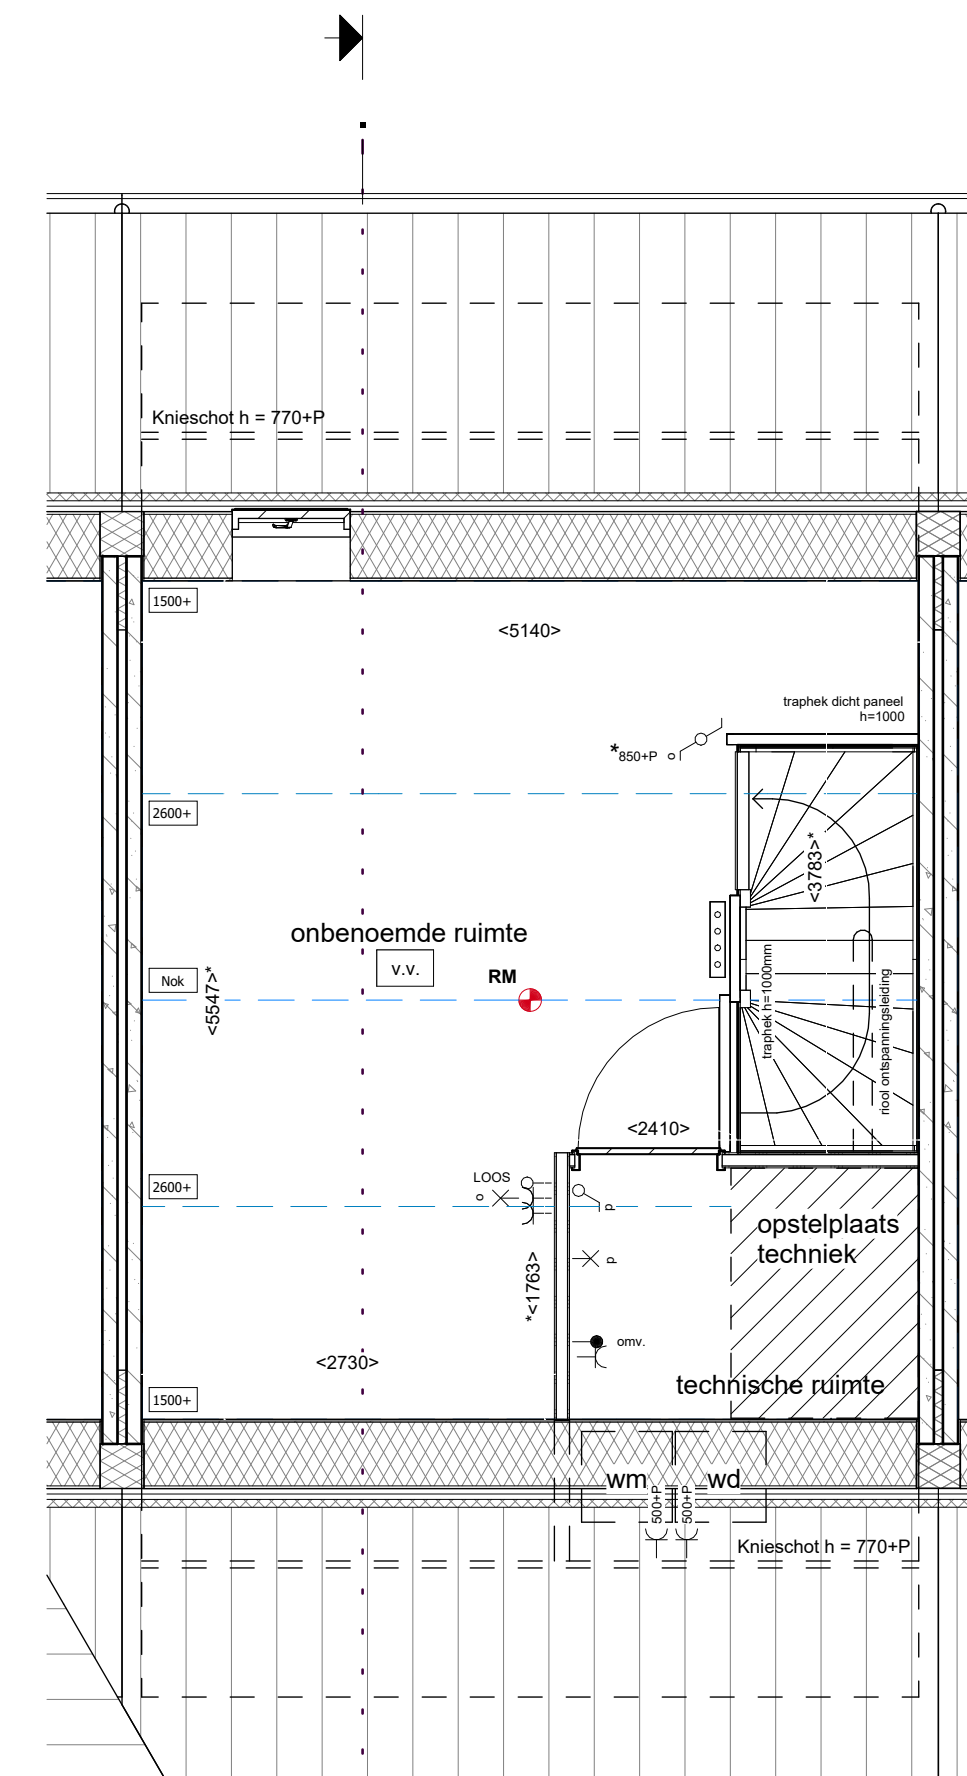 Knieschot h = 770+P
1500+
<5140>
traphek dicht paneel
h=1000
*850+P
2600+
<3783>*
onbenoemde ruimte
v.v.
RM
Nok
<5547>*
traphek h=1000mm
riool ontspanningsleiding
<2410>
LOOS
2600+
p
opstelplaats
techniek
p
*<1763>
omv.
<2730>
technische ruimte
1500+
wm
wd
500+P
500+P
Knieschot h = 770+P